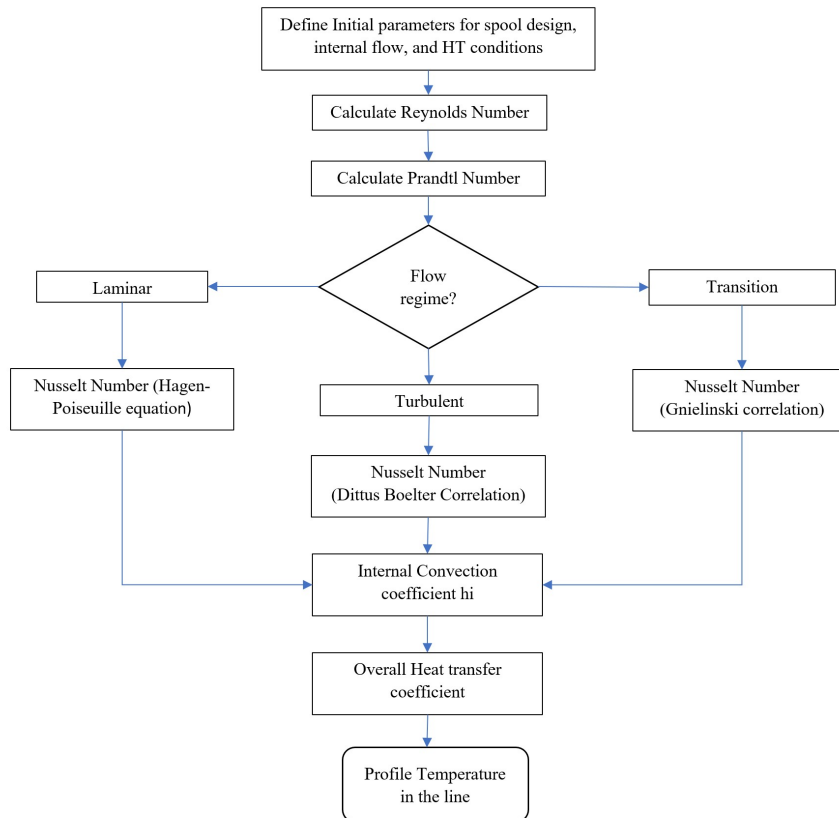 Define Initial parameters for spool design,
internal flow, and HT conditions
Calculate Reynolds Number
Calculate Prandtl Number
Flow
regime?
Laminar
Transition
Nusselt Number (Hagen-
Poiseuille equation)
Turbulent
Nusselt Number
(Gnielinski correlation)
Nusselt Number
(Dittus Boelter Correlation)
Internal Convection
coefficient hi
Overall Heat transfer
coefficient
Profile Temperature
in the line